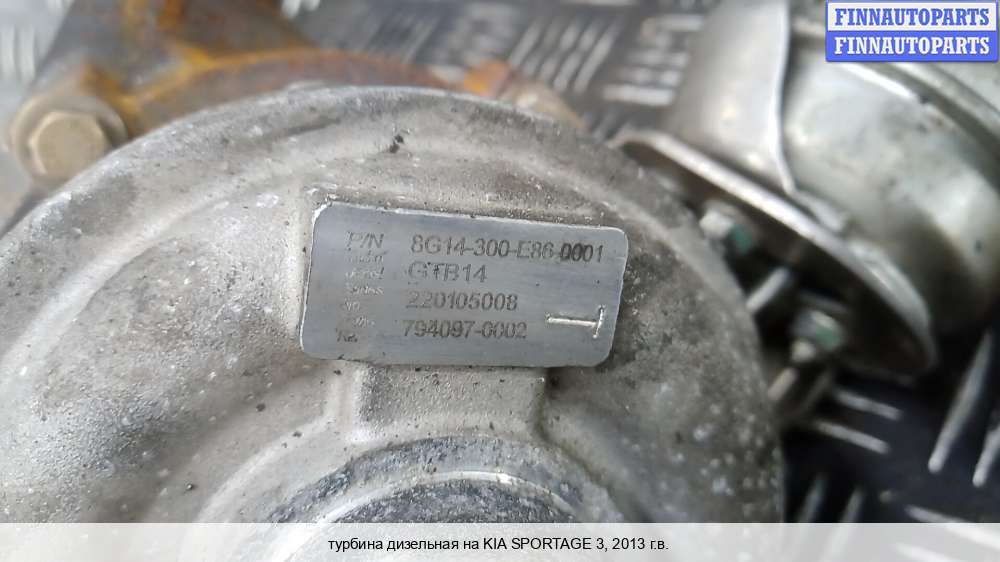 FINNAUTOPARTS
FINNAUTOPARTS
P/N 8G14-300-E86-0001
GTB14
220105008
794097-0002
турбина дизельная на KIA SPORTAGE 3, 2013 г.в.